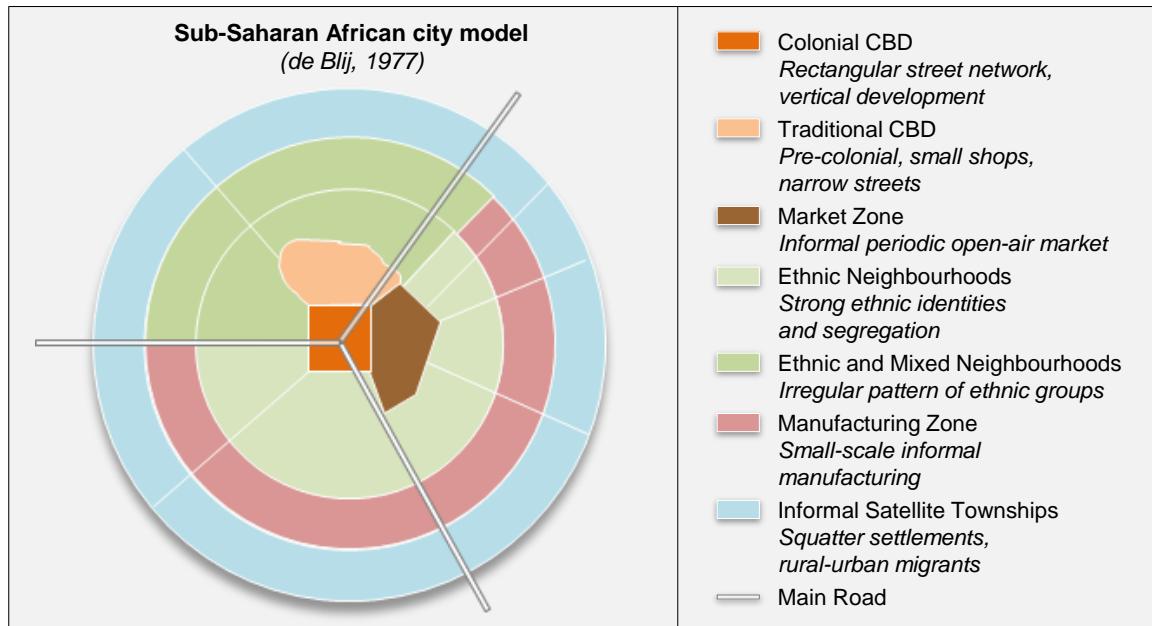 Sub-Saharan African city model
(de Blij, 1977)
Colonial CBD
Rectangular street network,
vertical development
Traditional CBD
Pre-colonial, small shops,
narrow streets
Market Zone
Informal periodic open-air market
Ethnic Neighbourhoods
Strong ethnic identities
and segregation
Ethnic and Mixed Neighbourhoods
Irregular pattern of ethnic groups
Manufacturing Zone
Small-scale informal
manufacturing
Informal Satellite Townships
Squatter settlements,
rural-urban migrants
Main Road